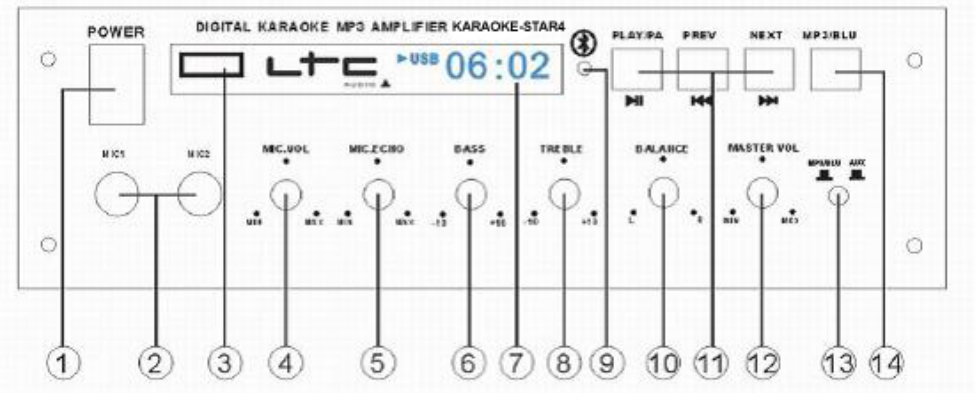 DIGITAL KARAOKE MP3 AMPLIFIER KARAOKE-STAR4
POWER
LTC
AUDIO
USB 06:02
PLAY/PA PREV NEXT MP3/BLU
MIC1 MIC2
MIC.VOL MIC.ECHO BASS TREBLE BALANCE MASTER VOL
MP3/BLU AUX
MIN MAX MIN MAX -10 +10 -10 +10 L R MIN MAX
1 2 3 4 5 6 7 8 9 10 11 12 13 14